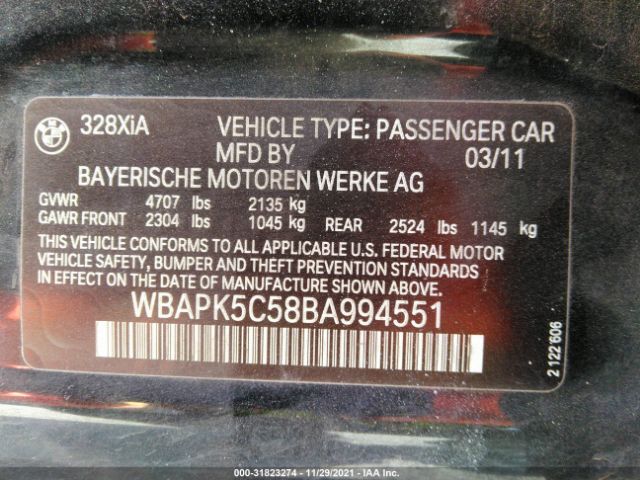 BMW
328XiA VEHICLE TYPE: PASSENGER CAR
MFD BY 03/11
BAYERISCHE MOTOREN WERKE AG
GVWR 4707 lbs 2135 kg
GAWR FRONT 2304 lbs 1045 kg REAR 2524 lbs 1145 kg
THIS VEHICLE CONFORMS TO ALL APPLICABLE U.S. FEDERAL MOTOR
VEHICLE SAFETY, BUMPER AND THEFT PREVENTION STANDARDS
IN EFFECT ON THE DATE OF MANUFACTURE SHOWN ABOVE.
WBAPK5C58BA994551
2 122 606
000-31823274 - 11/29/2021 - IAA Inc.